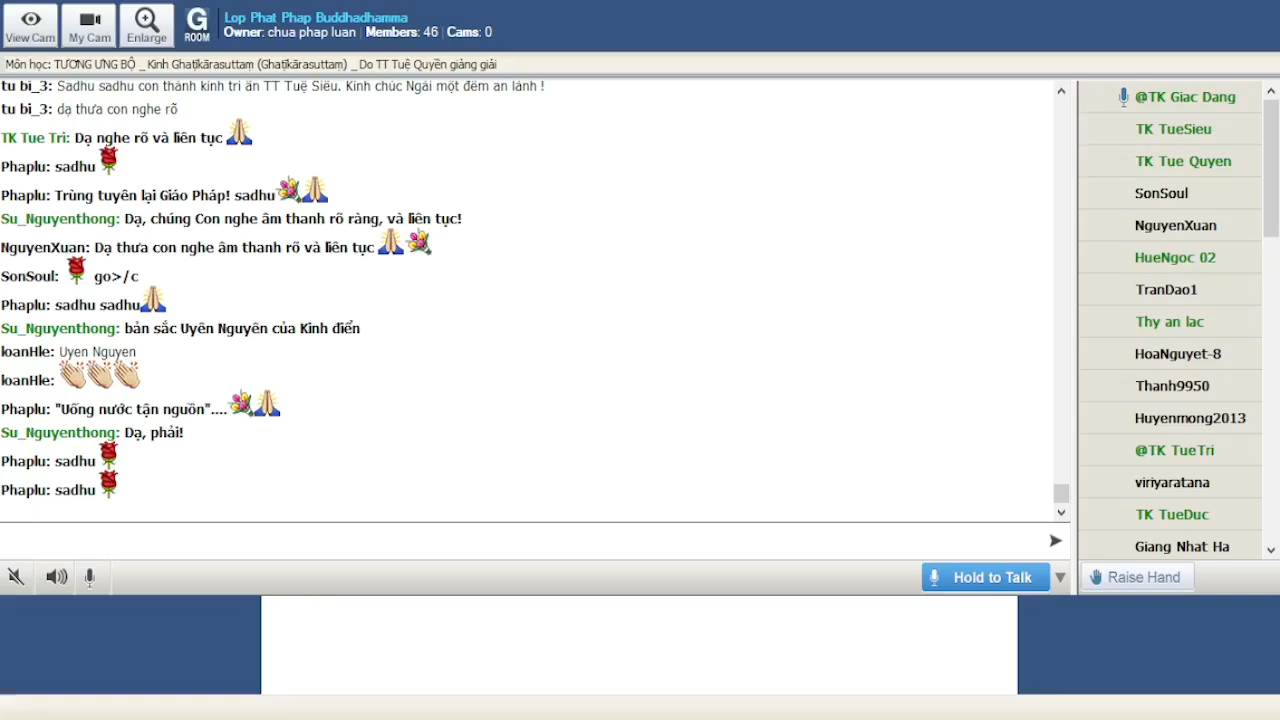 View Cam
My Cam
Enlarge
G
ROOM
Lop Phat Phap Buddhadhamma
Owner: chua phap luan | Members: 46 | Cams: 0
Môn học: TƯƠNG ƯNG BỘ _ Kinh Ghaṭīkārasuttaṃ (Ghaṭīkārasuttaṃ) _ Do TT Tuệ Quyền giảng giải
tu bi_3: Sadhu sadhu con thành kính tri ân TT Tuệ Siêu. Kính chúc Ngài một đêm an lành !
tu bi_3: dạ thưa con nghe rõ
TK Tue Tri: Dạ nghe rõ và liên tục
Phaplu: sadhu
Phaplu: Trùng tuyên lại Giáo Pháp! sadhu
Su_Nguyenthong: Dạ, chúng Con nghe âm thanh rõ ràng, và liên tục!
NguyenXuan: Dạ thưa con nghe âm thanh rõ và liên tục
SonSoul: go>/c
Phaplu: sadhu sadhu
Su_Nguyenthong: bản sắc Uyên Nguyên của Kinh điển
loanHle: Uyen Nguyen
loanHle:
Phaplu: "Uống nước tận nguồn"....
Su_Nguyenthong: Dạ, phải!
Phaplu: sadhu
Phaplu: sadhu
Hold to Talk
@TK Giac Dang
TK TueSieu
TK Tue Quyen
SonSoul
NguyenXuan
HueNgoc 02
TranDao1
Thy an lac
HoaNguyet-8
Thanh9950
Huyenmong2013
@TK TueTri
viriyaratana
TK TueDuc
Giang Nhat Ha
Raise Hand